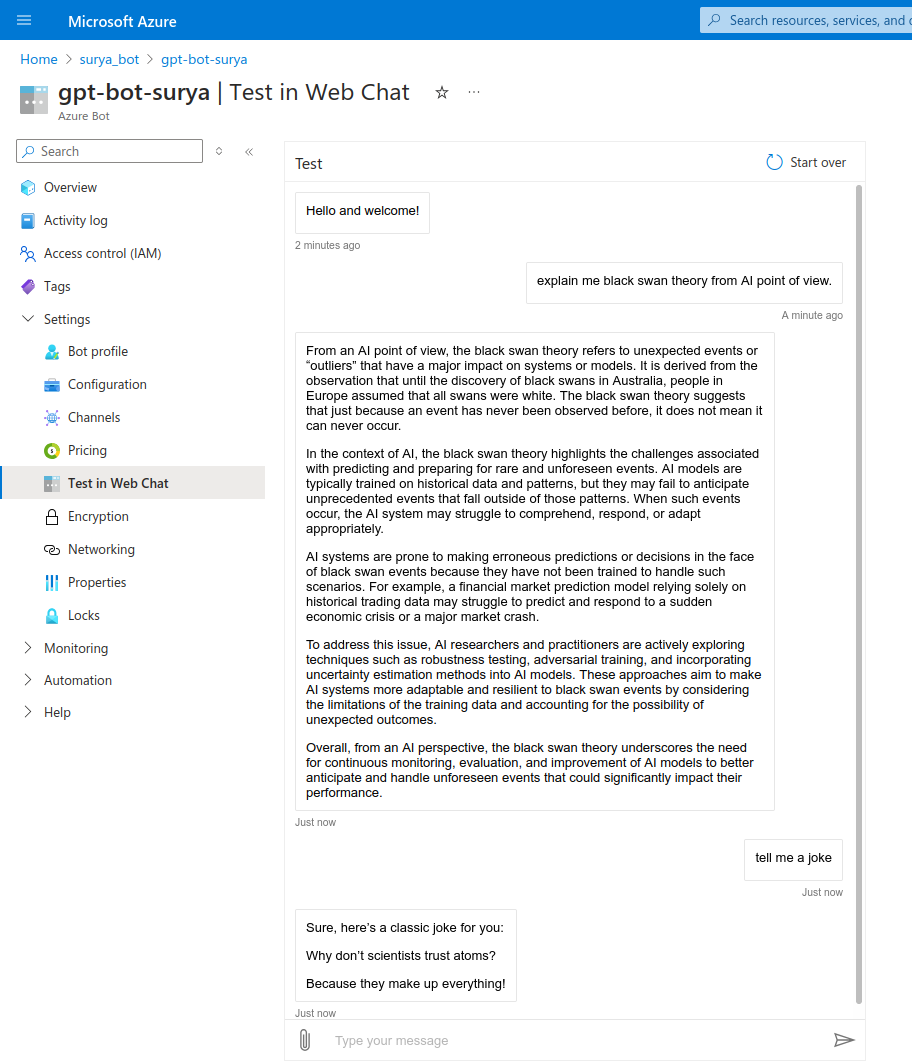 Microsoft Azure
Search resources, services, and
Home > surya_bot > gpt-bot-surya
gpt-bot-surya | Test in Web Chat
Azure Bot
Search
Overview
Activity log
Access control (IAM)
Tags
Settings
Bot profile
Configuration
Channels
Pricing
Test in Web Chat
Encryption
Networking
Properties
Locks
Monitoring
Automation
Help
Test
Start over
Hello and welcome!
2 minutes ago
explain me black swan theory from AI point of view.
A minute ago
From an AI point of view, the black swan theory refers to unexpected events or
“outliers” that have a major impact on systems or models. It is derived from the
observation that until the discovery of black swans in Australia, people in
Europe assumed that all swans were white. The black swan theory suggests
that just because an event has never been observed before, it does not mean it
can never occur.
In the context of AI, the black swan theory highlights the challenges associated
with predicting and preparing for rare and unforeseen events. AI models are
typically trained on historical data and patterns, but they may fail to anticipate
unprecedented events that fall outside of those patterns. When such events
occur, the AI system may struggle to comprehend, respond, or adapt
appropriately.
AI systems are prone to making erroneous predictions or decisions in the face
of black swan events because they have not been trained to handle such
scenarios. For example, a financial market prediction model relying solely on
historical trading data may struggle to predict and respond to a sudden
economic crisis or a major market crash.
To address this issue, AI researchers and practitioners are actively exploring
techniques such as robustness testing, adversarial training, and incorporating
uncertainty estimation methods into AI models. These approaches aim to make
AI systems more adaptable and resilient to black swan events by considering
the limitations of the training data and accounting for the possibility of
unexpected outcomes.
Overall, from an AI perspective, the black swan theory underscores the need
for continuous monitoring, evaluation, and improvement of AI models to better
anticipate and handle unforeseen events that could significantly impact their
performance.
Just now
tell me a joke
Just now
Sure, here’s a classic joke for you:
Why don’t scientists trust atoms?
Because they make up everything!
Just now
Type your message